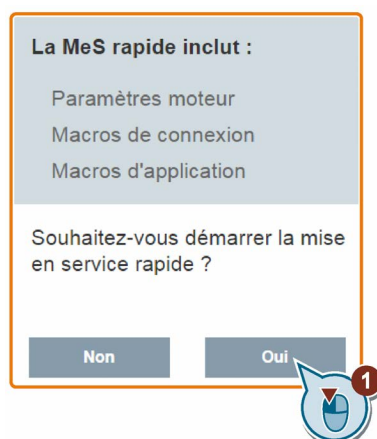 La MeS rapide inclut :
Paramètres moteur
Macros de connexion
Macros d'application
Souhaitez-vous démarrer la mise
en service rapide ?
Non
Oui
1